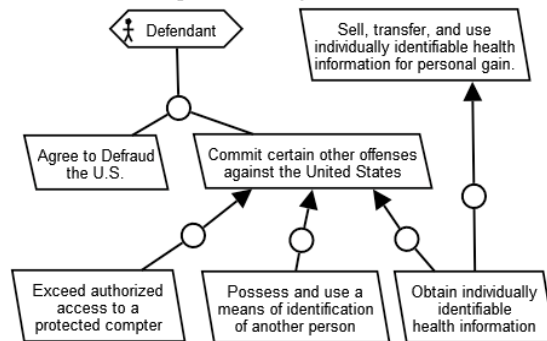 Defendant
Sell, transfer, and use
individually identifiable health
information for personal gain.
Agree to Defraud
the U.S.
Commit certain other offenses
against the United States
Exceed authorized
access to a
protected compter
Possess and use a
means of identification
of another person
Obtain individually
identifiable
health information